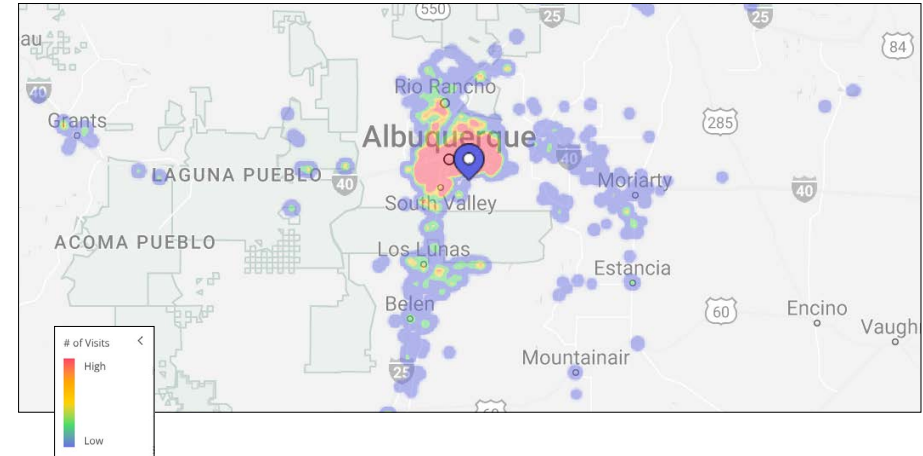 550
25
25
84
au
40
Rio Rancho
Grants
285
Albuquerque
40
LAGUNA PUEBLO
40
Moriarty
40
South Valley
ACOMA PUEBLO
Los Lunas
Estancia
Belen
60
Encino
Vaugh
# of Visits
High
Mountainair
25
60
Low